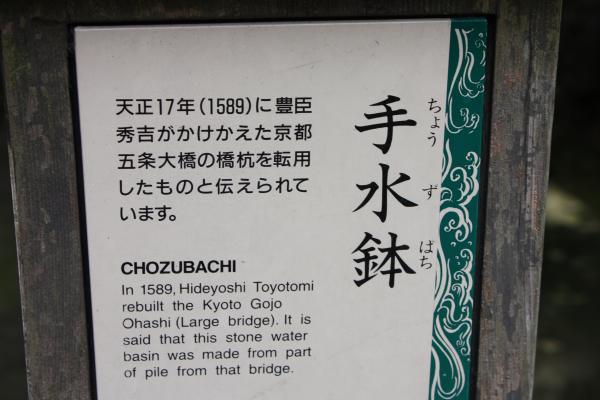 手水鉢
ちょうずばち
天正17年(1589)に豊臣
秀吉がかけかえた京都
五条大橋の橋杭を転用
したものと伝えられて
います。
CHOZUBACHI
In 1589, Hideyoshi Toyotomi
rebuilt the Kyoto Gojo
Ohashi (Large bridge). It is
said that this stone water
basin was made from part
of pile from that bridge.